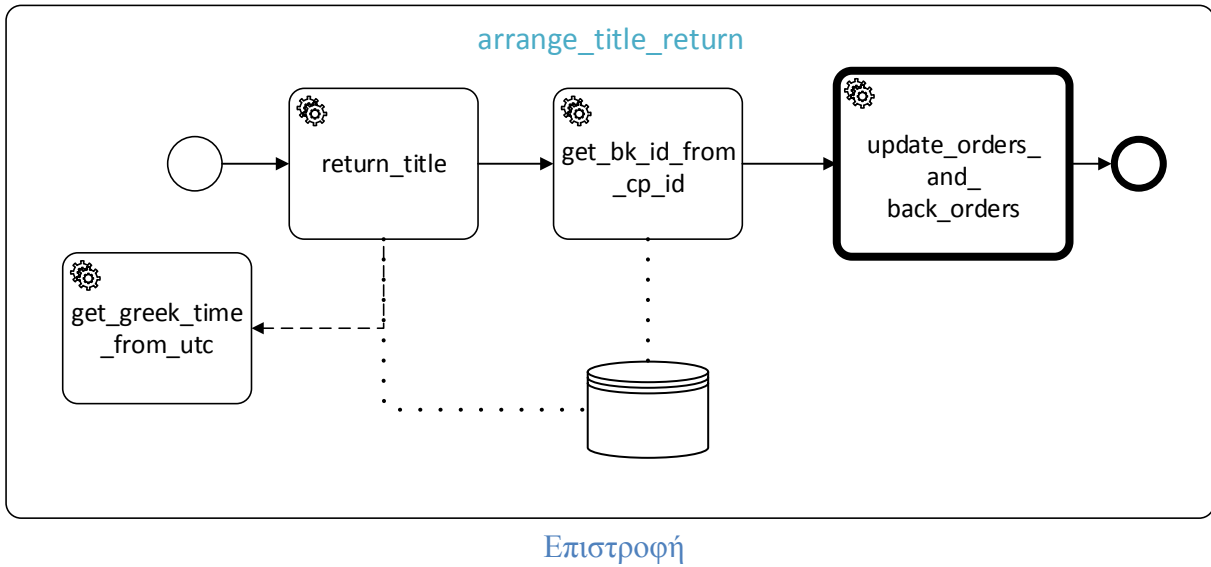 arrange_title_return
return_title
get_bk_id_from
_cp_id
update_orders_
and_
back_orders
get_greek_time
_from_utc
Επιστροφή